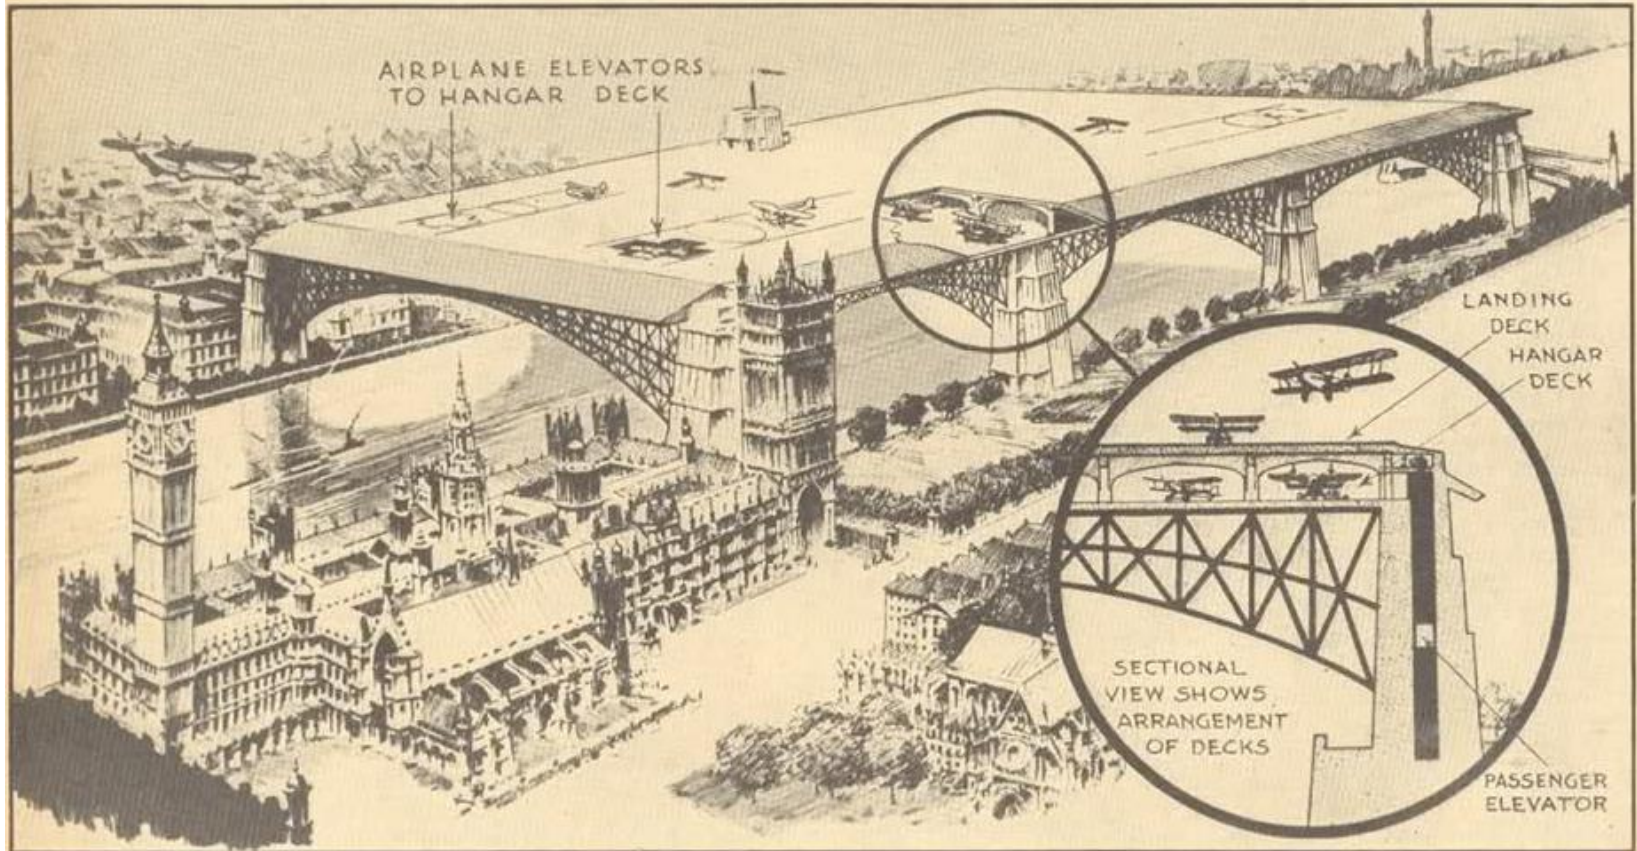 AIRPLANE ELEVATORS
TO HANGAR DECK
LANDING
DECK
HANGAR
DECK
SECTIONAL
VIEW SHOWS
ARRANGEMENT
OF DECKS
PASSENGER
ELEVATOR